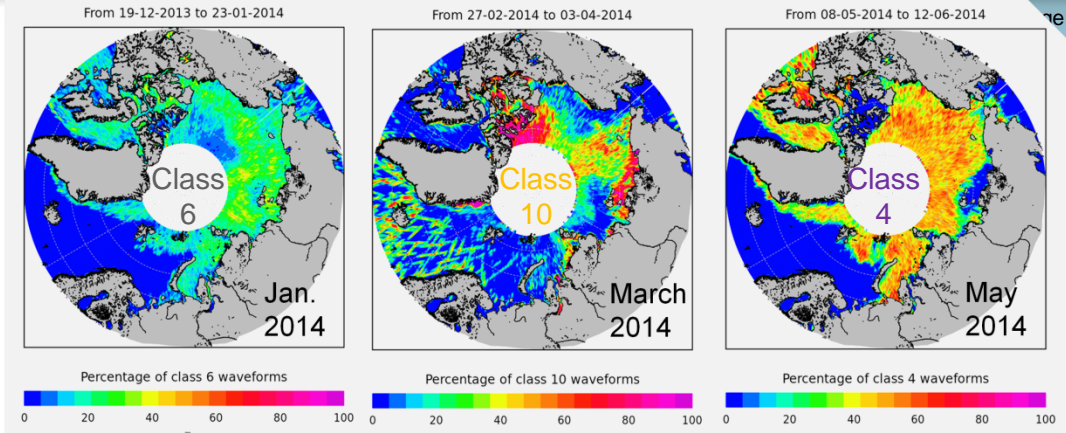 From 19-12-2013 to 23-01-2014
Class
6
Jan.
2014
Percentage of class 6 waveforms
0 20 40 60 80 100
From 27-02-2014 to 03-04-2014
Class
10
March
2014
Percentage of class 10 waveforms
0 20 40 60 80 100
From 08-05-2014 to 12-06-2014
Class
4
May
2014
Percentage of class 4 waveforms
0 20 40 60 80 100